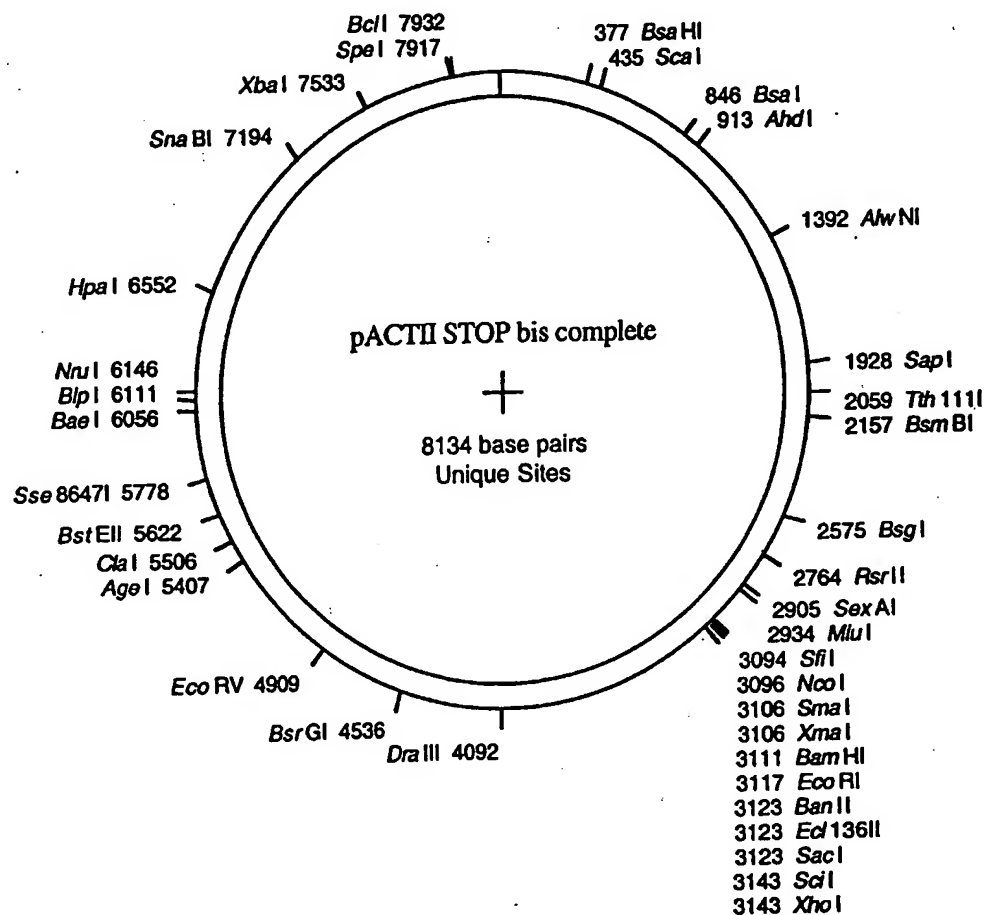 BclI 7932
SpeI 7917
XbaI 7533
SnaBI 7194
HpaI 6552
NruI 6146
BlpI 6111
BaeI 6056
Sse8647I 5778
BstEII 5622
ClaI 5506
AgeI 5407
EcoRV 4909
BsrGI 4536
DraIII 4092
377 BsaHI
435 ScaI
846 BsaI
913 AhdI
1392 AlwNI
1928 SapI
2059 Tth111I
2157 BsmBI
2575 BsgI
2764 RsrII
2905 SexAI
2934 MluI
3094 SfiI
3096 NcoI
3106 SmaI
3106 XmaI
3111 BamHI
3117 EcoRI
3123 BanII
3123 Ecl136II
3123 SacI
3143 SciI
3143 XhoI
pACTII STOP bis complete
8134 base pairs
Unique Sites